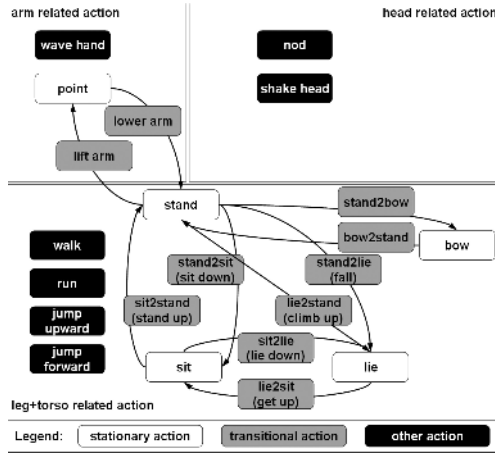 arm related action
head related action
wave hand
nod
point
shake head
lower arm
lift arm
stand
stand2bow
bow2stand
bow
walk
stand2sit
(sit down)
stand2lie
(fall)
run
sit2stand
(stand up)
lie2stand
(climb up)
jump
upward
sit2lie
(lie down)
jump
forward
sit
lie
lie2sit
(get up)
leg+torso related action
Legend:
stationary action
transitional action
other action